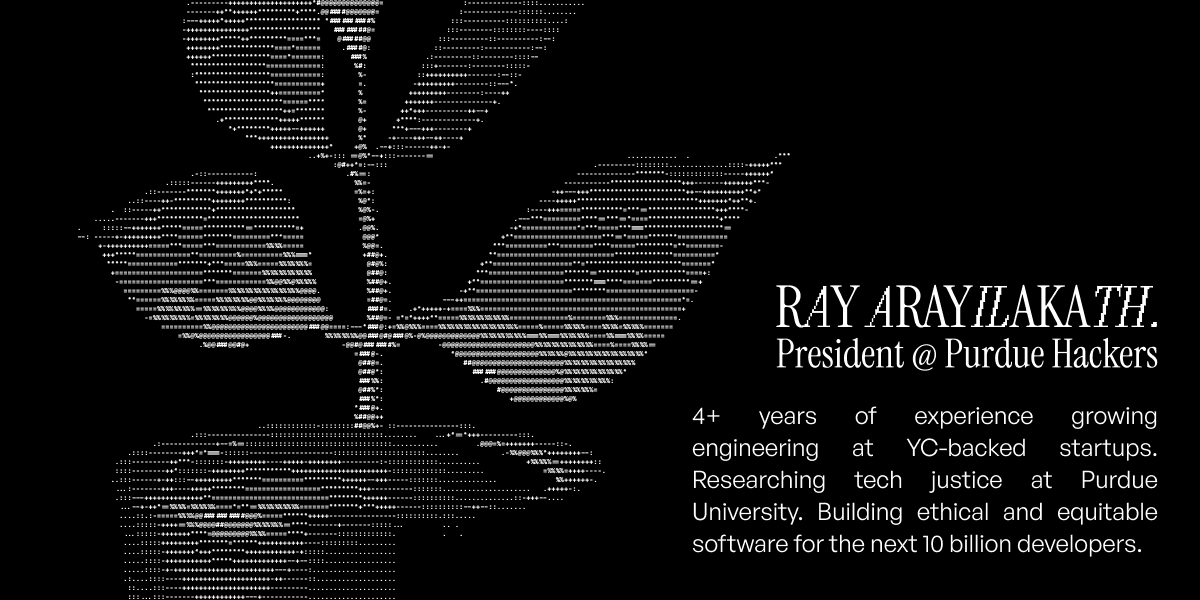 RAY ARAYILAKATH.
President @ Purdue Hackers
4+ years of experience growing
engineering at YC-backed startups.
Researching tech justice at Purdue
University. Building ethical and equitable
software for the next 10 billion developers.